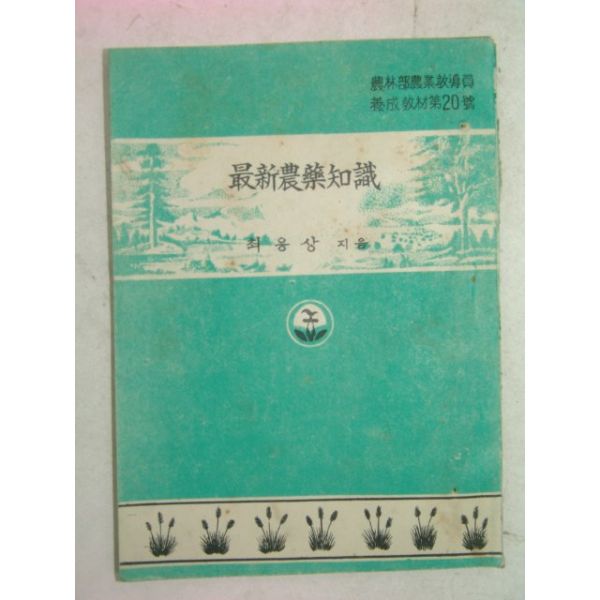 農林部農業敎導員
養成敎材第20號
最新農藥知識
최응상 지음